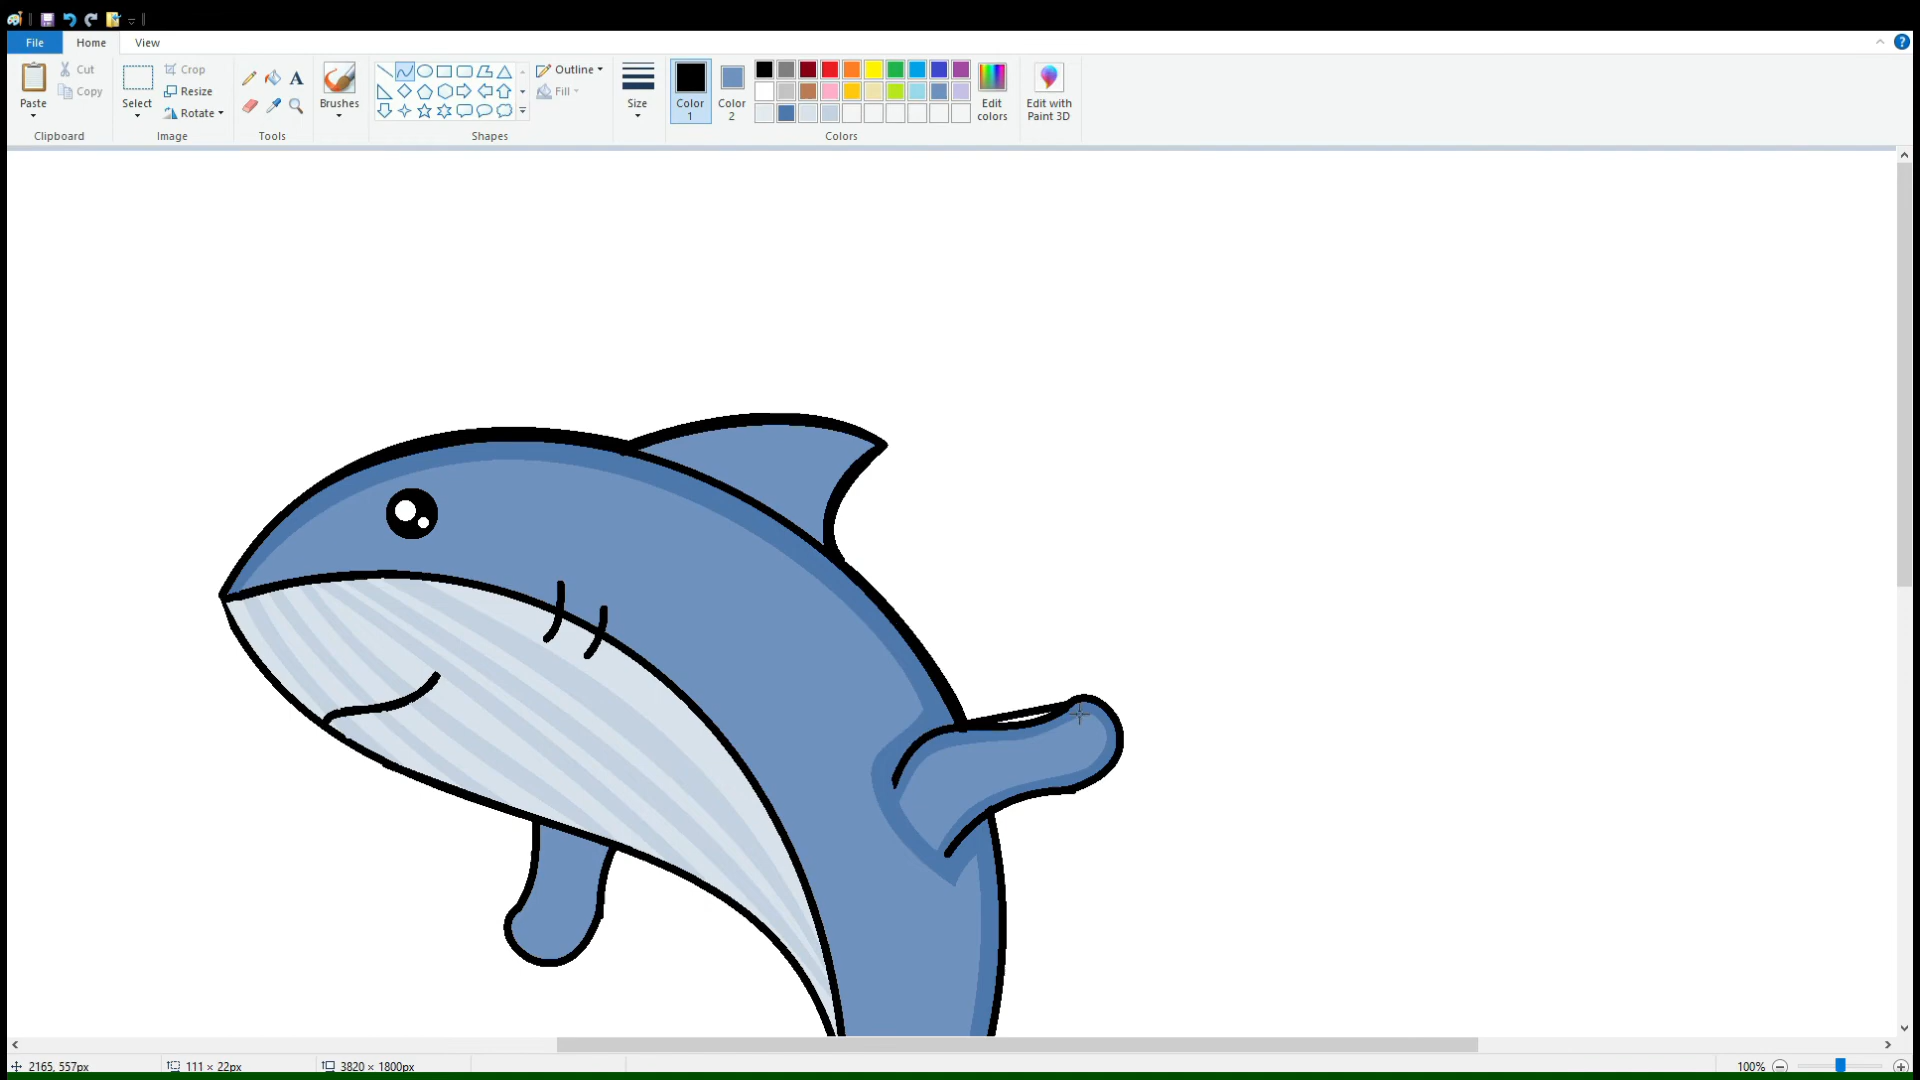 File Home View
Paste
Cut
Copy
Clipboard
Select
Crop
Resize
Rotate
Image
A
Tools
Brushes
Outline
Fill
Shapes
Size
Color
1
Color
2
Edit
colors
Edit with
Paint 3D
Colors
?
2165, 557px 111 × 22px 3820 × 1800px 100%